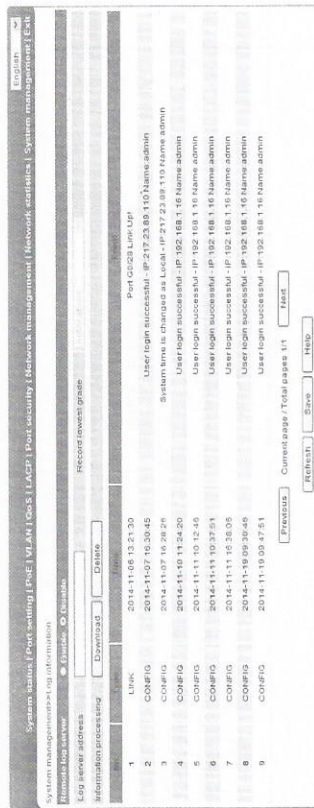 English
System status | Port setting | PoE | VLAN | QoS | LACP | Port security | Network management | Network statistics | System management | Exit
System management>>Log information
Remote log server Enable Disable
Log server address Record lowest grade
Information processing Download Delete
No. Type Time
1 LINK 2014-11-06 13:21:30 Port G0/28 Link Up!
2 CONFIG 2014-11-07 16:30:45 User login successful - IP:217.23.89.110 Name:admin
3 CONFIG 2014-11-07 16:28:26 System time is changed as Local - IP:217.23.89.110 Name:admin
4 CONFIG 2014-11-10 11:24:20 User login successful - IP:192.168.1.16 Name:admin
5 CONFIG 2014-11-11 10:12:46 User login successful - IP:192.168.1.16 Name:admin
6 CONFIG 2014-11-11 10:37:51 User login successful - IP:192.168.1.16 Name:admin
7 CONFIG 2014-11-11 16:38:05 User login successful - IP:192.168.1.16 Name:admin
8 CONFIG 2014-11-19 09:30:46 User login successful - IP:192.168.1.16 Name:admin
9 CONFIG 2014-11-19 09:47:51 User login successful - IP:192.168.1.16 Name:admin
Previous Current page / Total pages 1/1 Next
Refresh Save Help